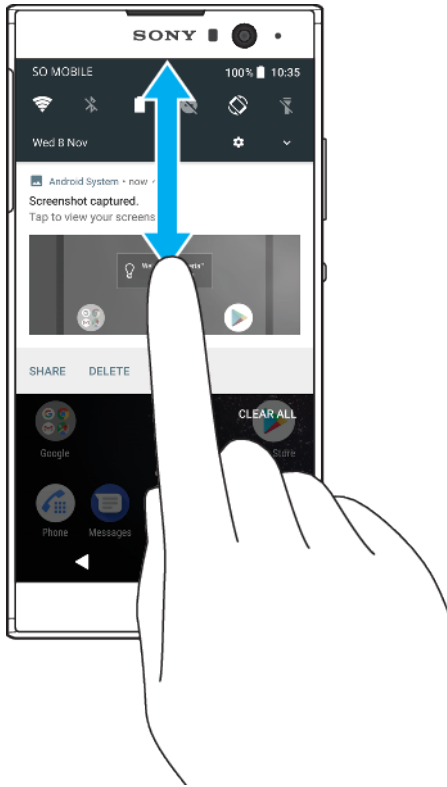 SONY
SO MOBILE 100% 10:35
Wed 8 Nov
Android System • now
Screenshot captured.
Tap to view your screens
SHARE DELETE
CLEAR ALL
Google Store
Phone Messages